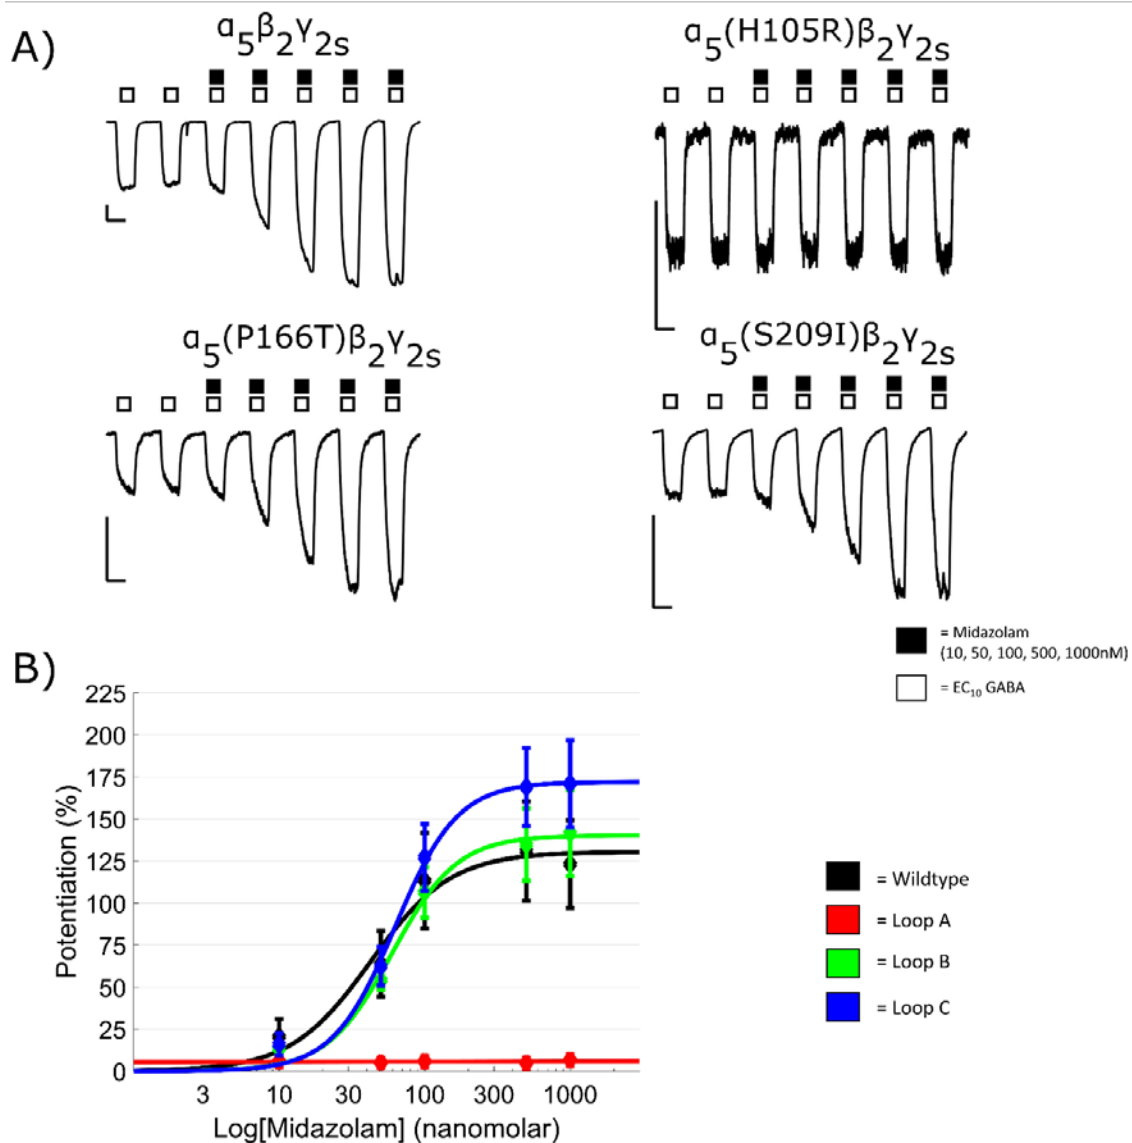 A)
α5β2γ2s
α5(H105R)β2γ2s
α5(P166T)β2γ2s
α5(S209I)β2γ2s
= Midazolam
(10, 50, 100, 500, 1000nM)
= EC10 GABA
B)
225
200
175
150
125
100
75
50
25
0
Potentiation (%)
3 10 30 100 300 1000
Log[Midazolam] (nanomolar)
= Wildtype
= Loop A
= Loop B
= Loop C